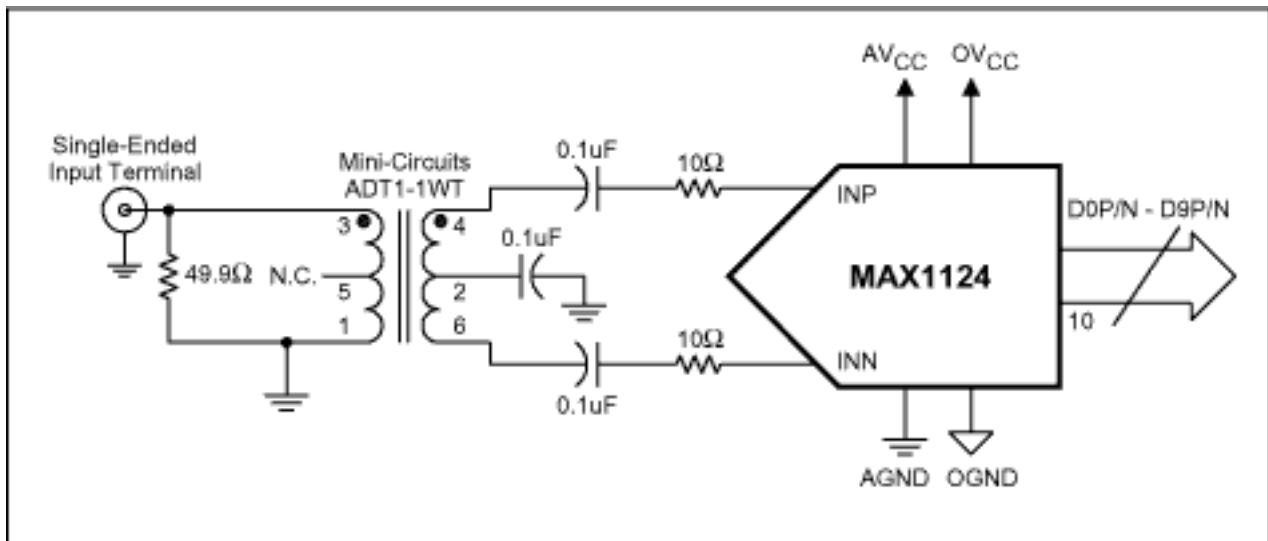 AVCC OVCC
Single-Ended
Input Terminal
Mini-Circuits
ADT1-1WT
0.1uF
10Ω
INP
D0P/N - D9P/N
3
4
0.1uF
49.9Ω
N.C.
5
2
MAX1124
1
6
10Ω
10
INN
0.1uF
AGND OGND